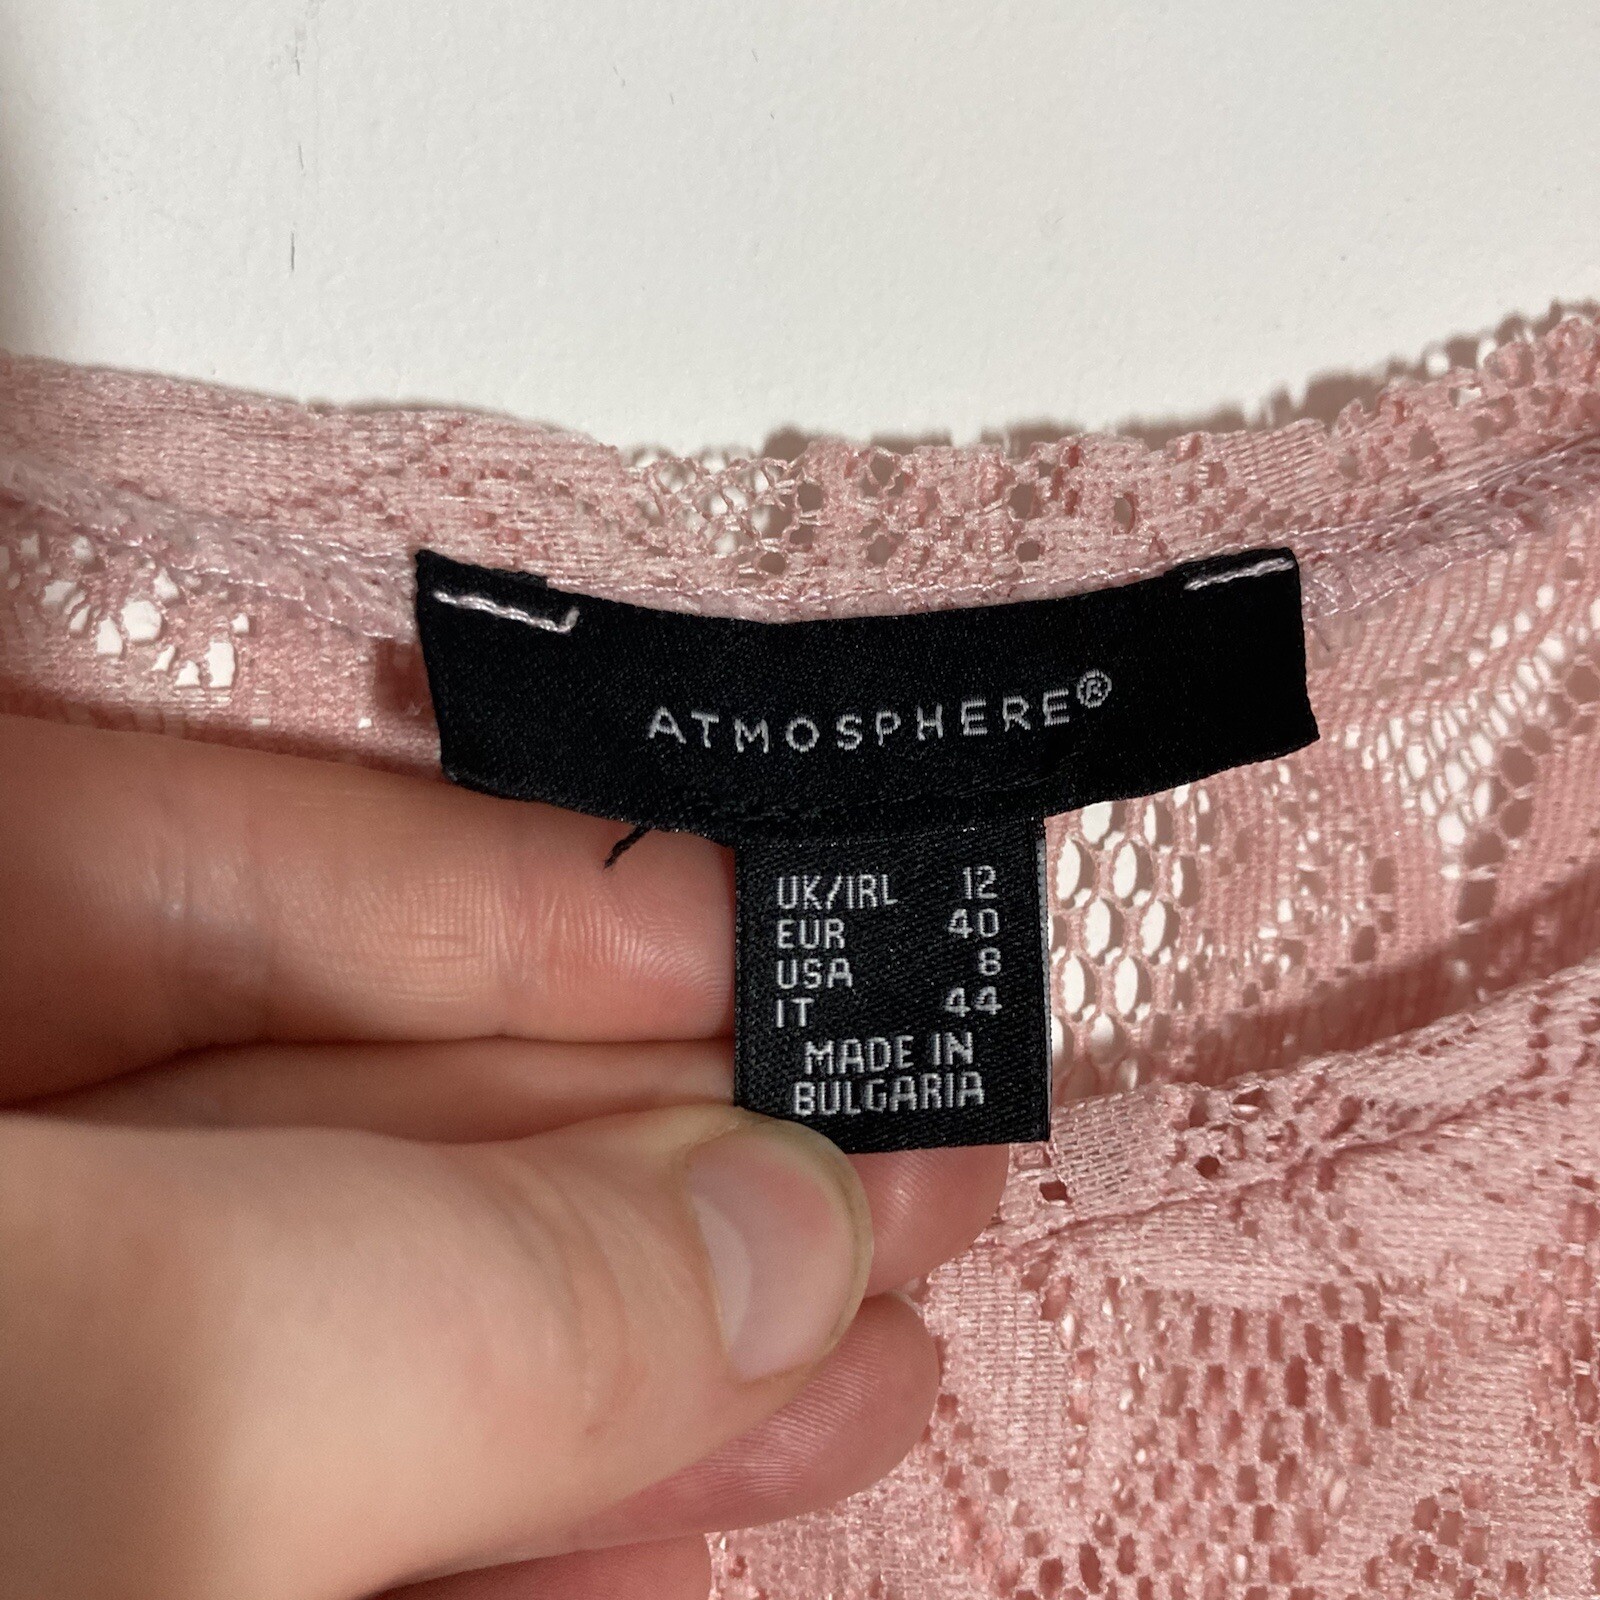 ATMOSPHERE®
UK/IRL 12
EUR 40
USA 8
IT 44
MADE IN
BULGARIA